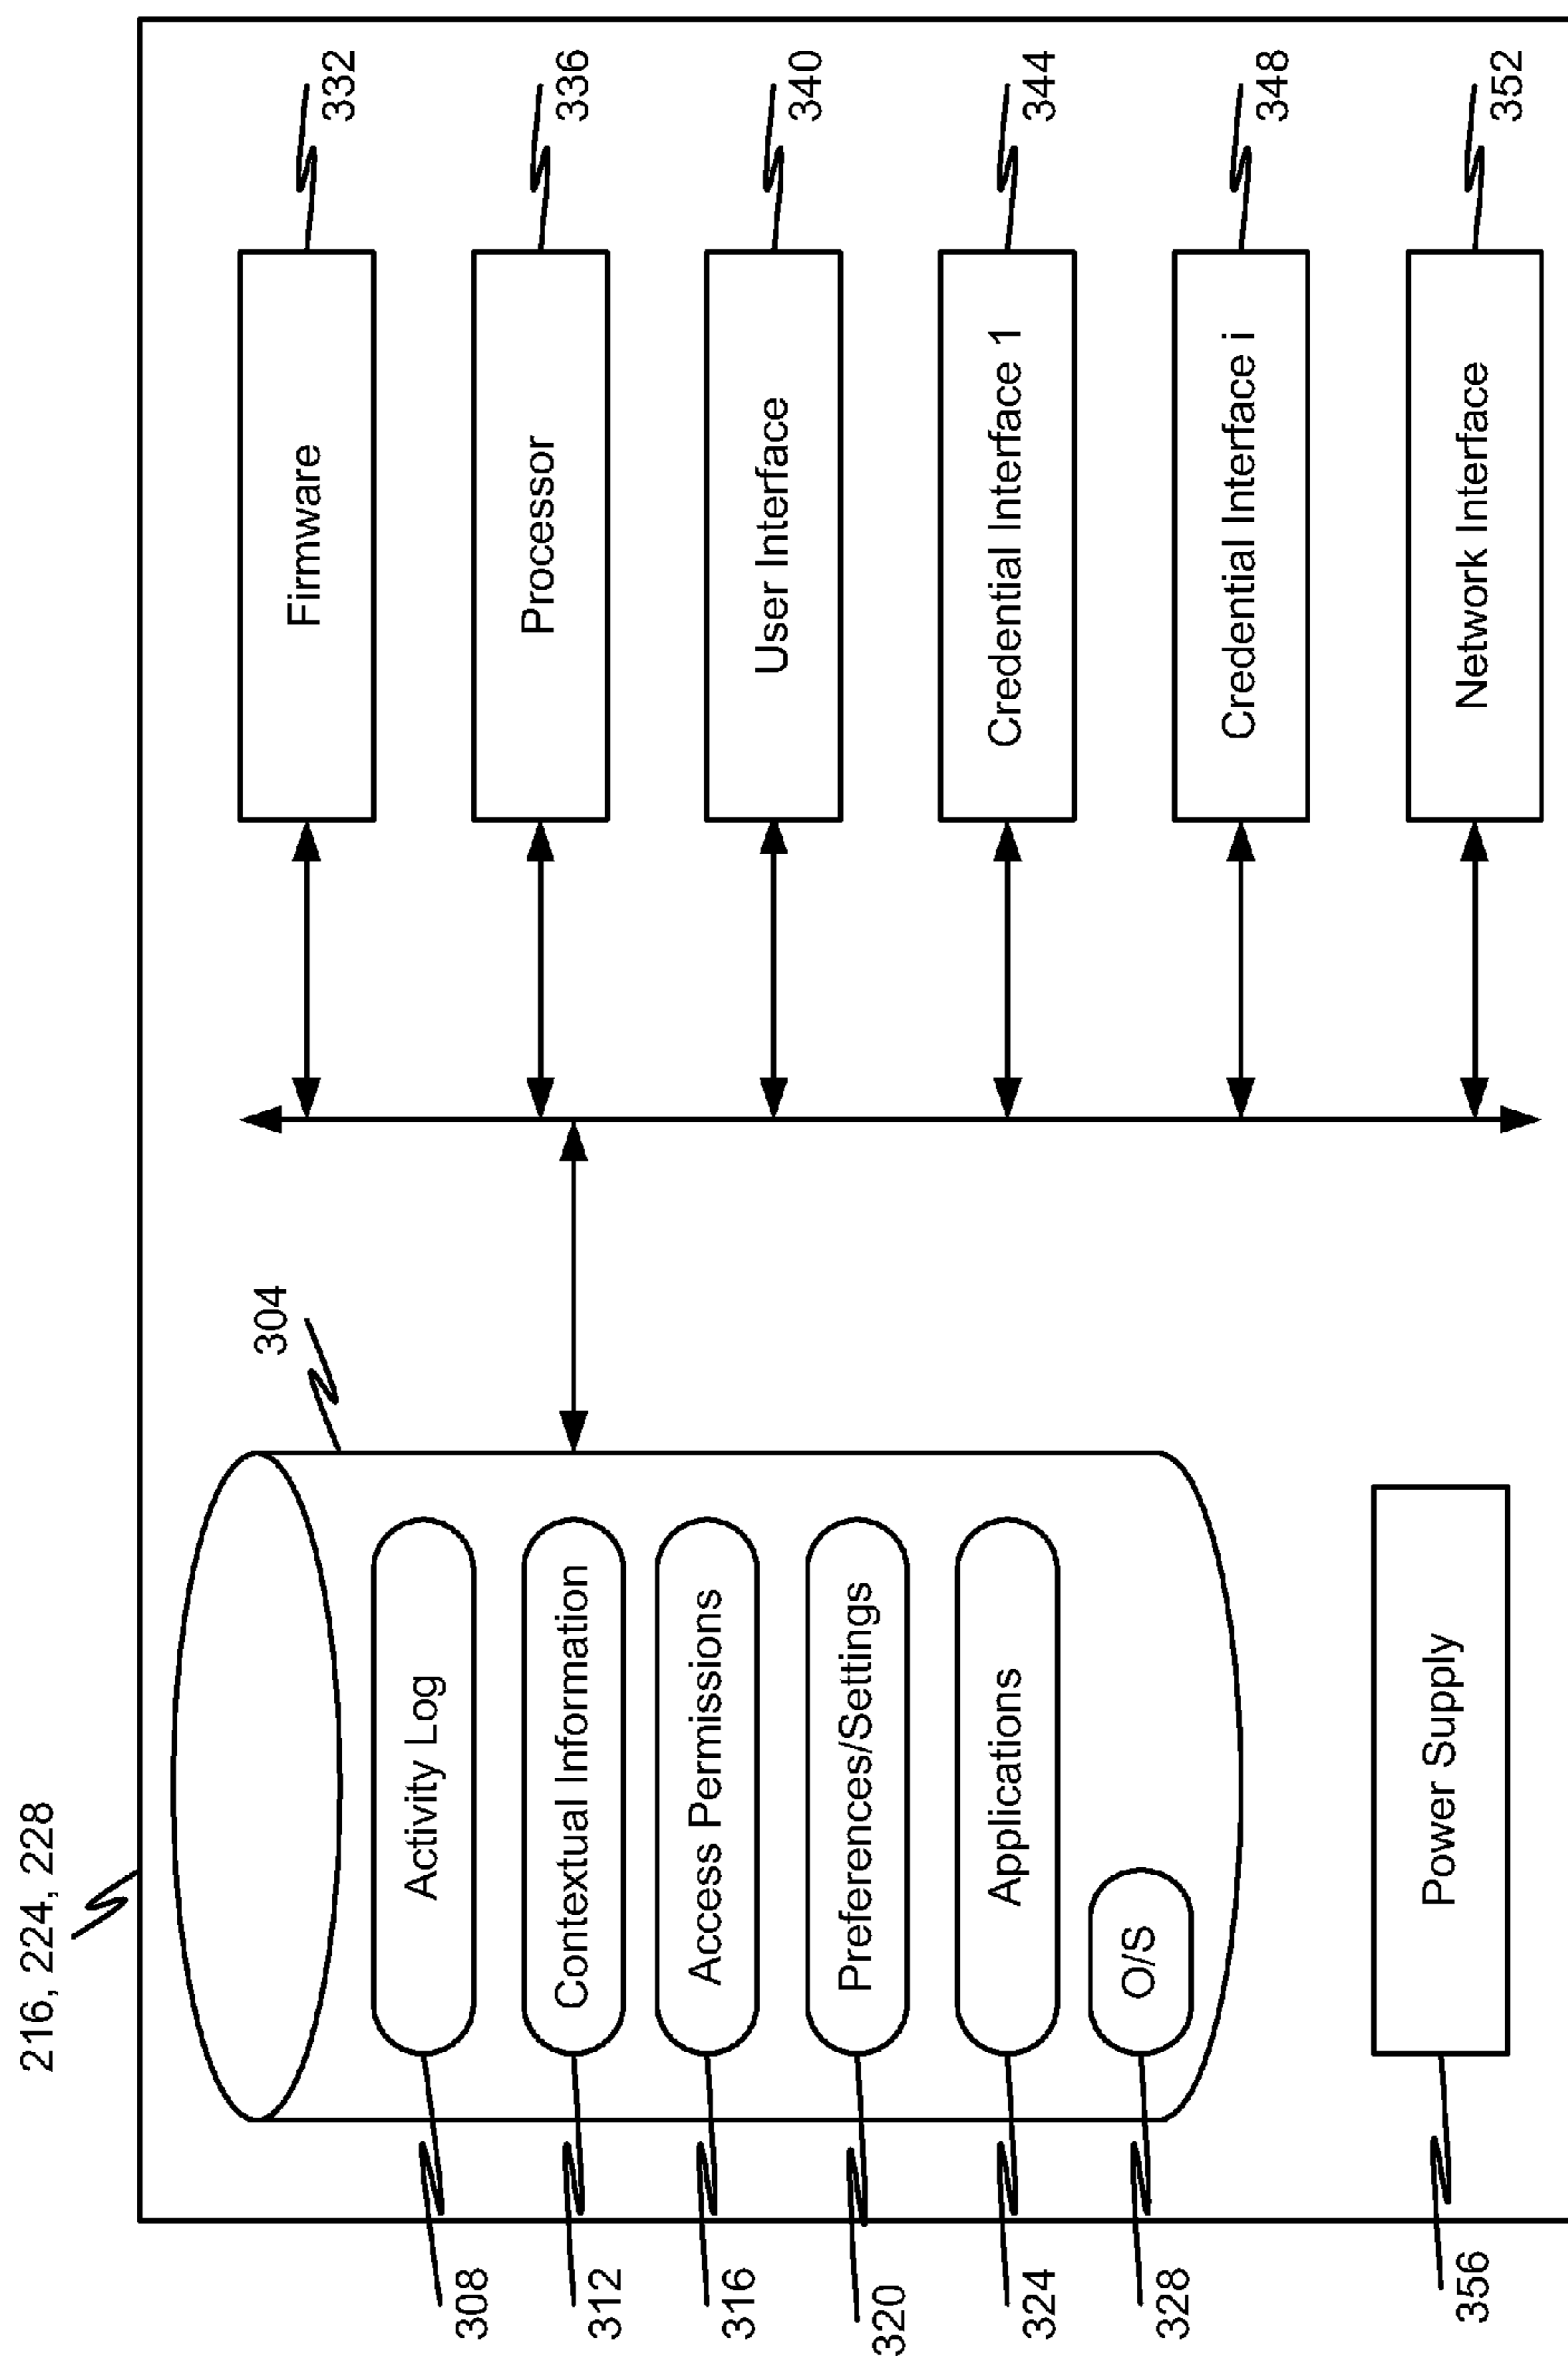 216, 224, 228
304
308
Activity Log
312
Contextual Information
316
Access Permissions
320
Preferences/Settings
324
Applications
328
O/S
356
Power Supply
Firmware
332
Processor
336
User Interface
340
Credential Interface 1
344
Credential Interface i
348
Network Interface
352